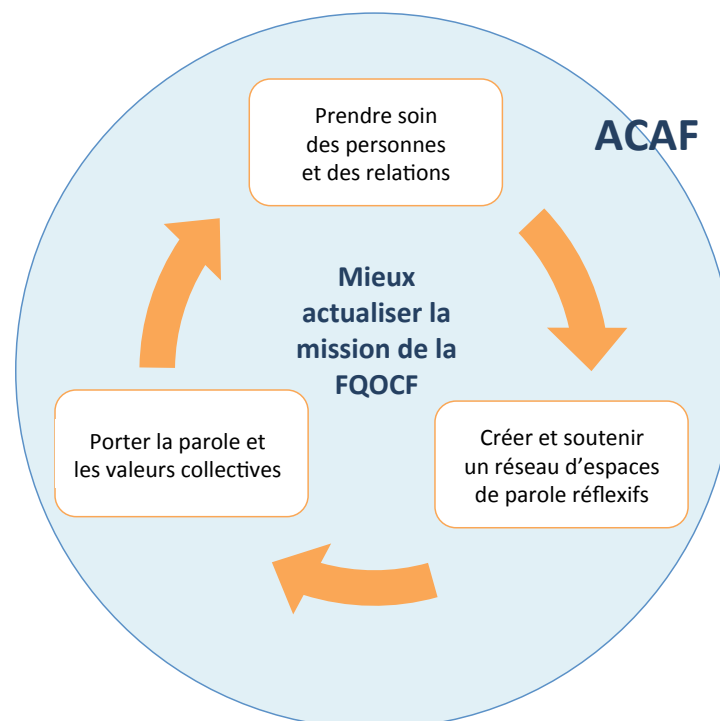 Prendre soin
des personnes
et des relations
ACAF
Mieux
actualiser la
mission de la
FQOCF
Porter la parole et
les valeurs collectives
Créer et soutenir
un réseau d'espaces
de parole réflexifs